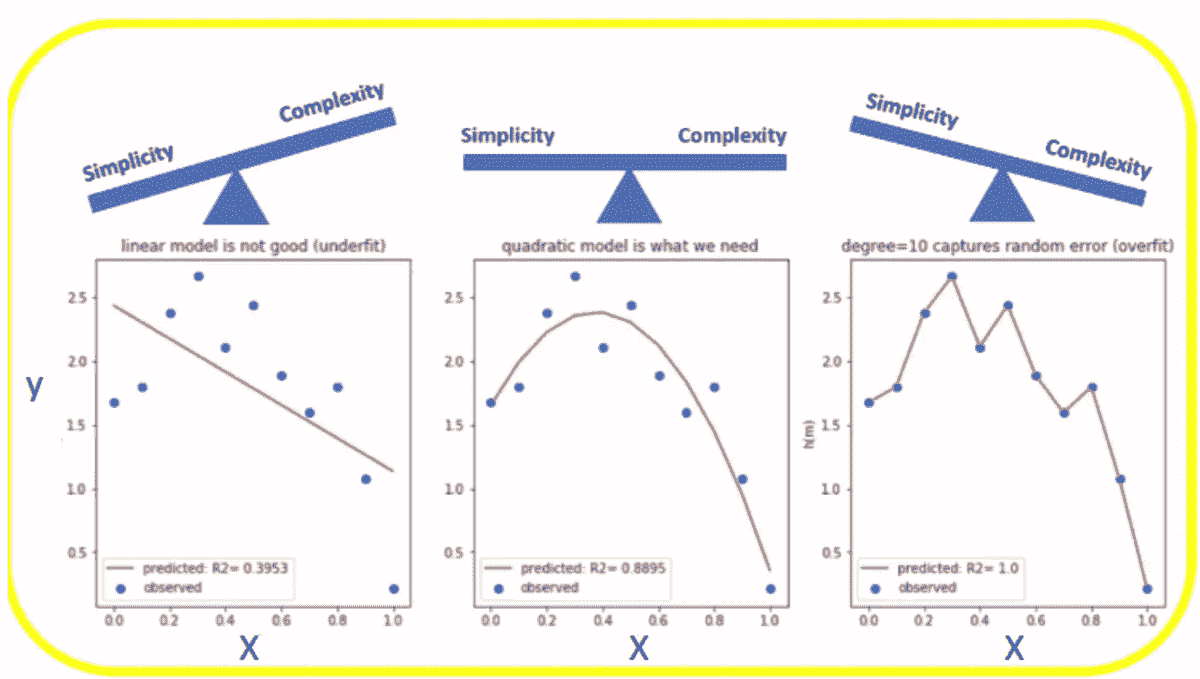 Simplicity Complexity
Simplicity Complexity
Simplicity Complexity
linear model is not good (underfit)
quadratic model is what we need
degree=10 captures random error (overfit)
y
2.5
2.0
1.5
1.0
0.5
predicted: R2= 0.3953
observed
0.0 0.2 0.4 0.6 0.8 1.0
X
2.5
2.0
1.5
1.0
0.5
predicted: R2= 0.8895
observed
0.0 0.2 0.4 0.6 0.8 1.0
X
h(m)
2.5
2.0
1.5
1.0
0.5
predicted: R2= 1.0
observed
0.0 0.2 0.4 0.6 0.8 1.0
X